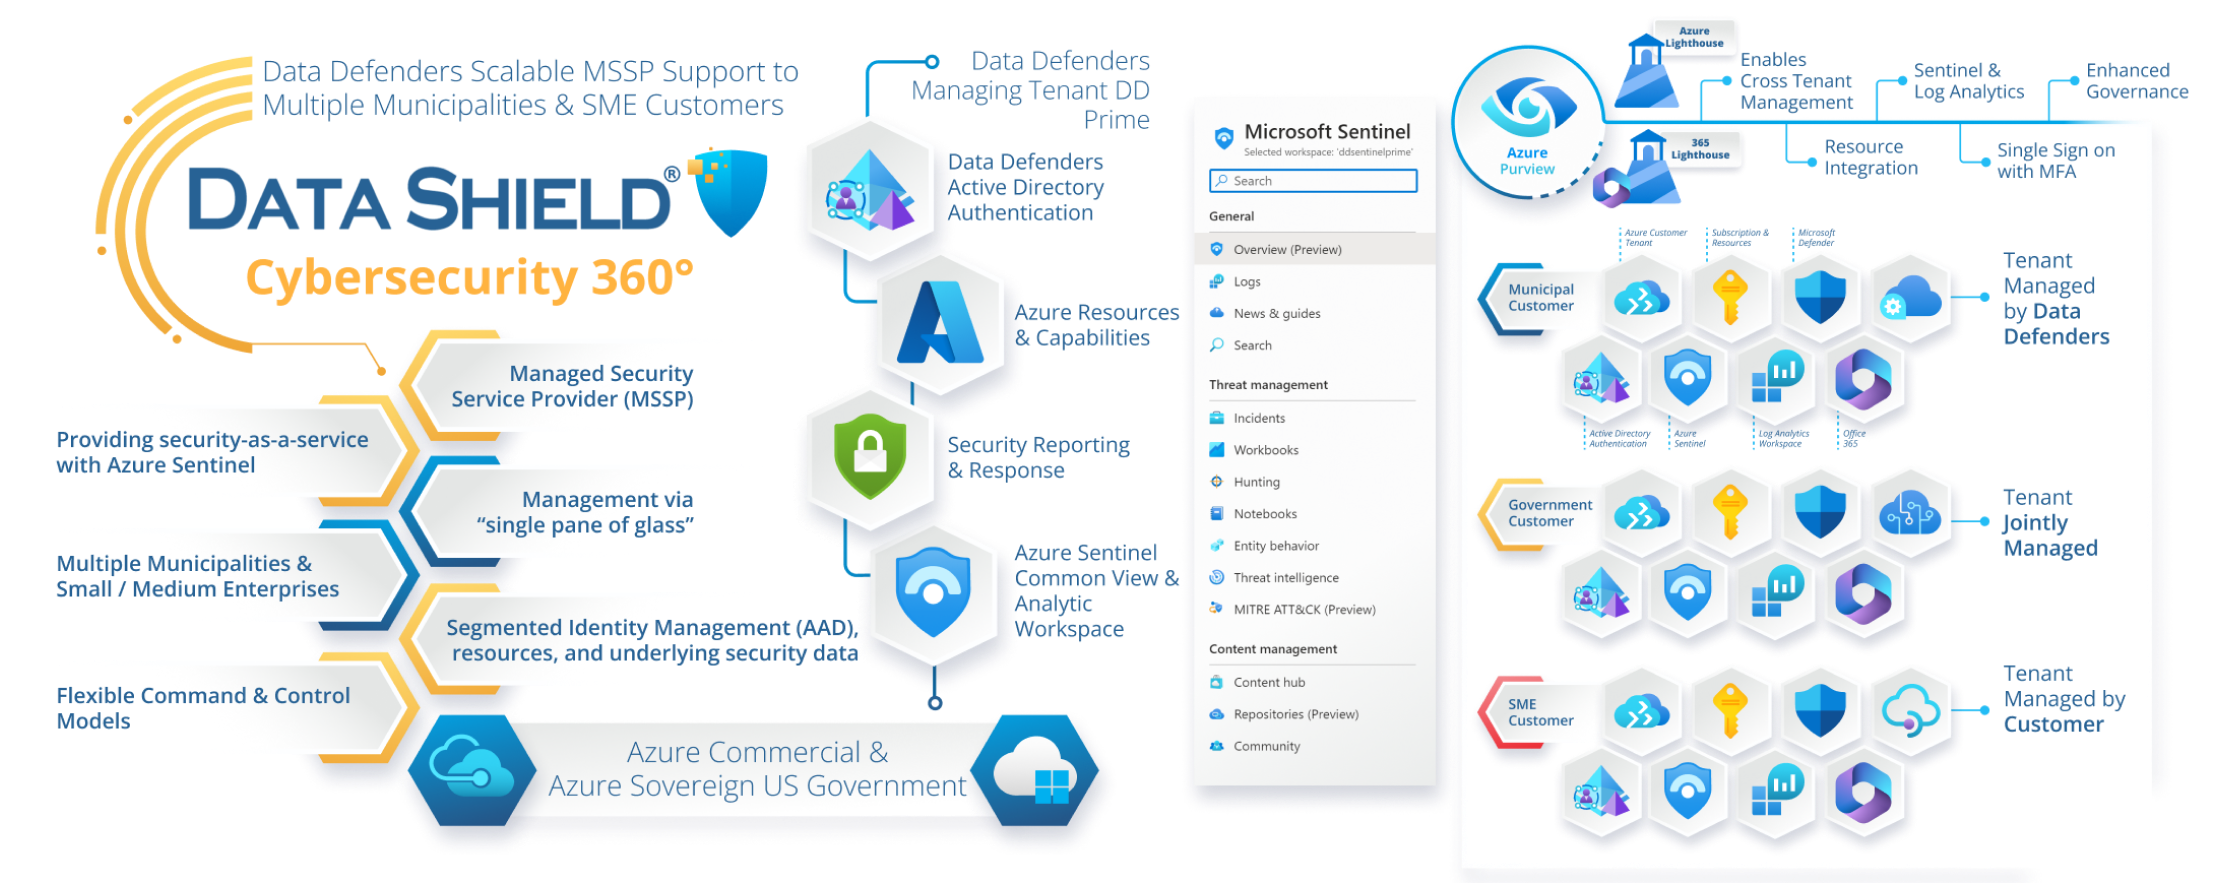 Data Defenders Scalable MSSP Support to
Multiple Municipalities & SME Customers
DATA SHIELD®
Cybersecurity 360°
Managed Security
Service Provider (MSSP)
Providing security-as-a-service
with Azure Sentinel
Management via
“single pane of glass”
Multiple Municipalities &
Small / Medium Enterprises
Segmented Identity Management (AAD),
resources, and underlying security data
Flexible Command & Control
Models
Azure Commercial &
Azure Sovereign US Government
Data Defenders
Managing Tenant DD
Prime
Data Defenders
Active Directory
Authentication
Azure Resources
& Capabilities
Security Reporting
& Response
Azure Sentinel
Common View &
Analytic
Workspace
Microsoft Sentinel
Selected workspace: 'ddsentinelprime'
Search
General
Overview (Preview)
Logs
News & guides
Search
Threat management
Incidents
Workbooks
Hunting
Notebooks
Entity behavior
Threat intelligence
MITRE ATT&CK (Preview)
Content management
Content hub
Repositories (Preview)
Community
Azure
Purview
Azure
Lighthouse
365
Lighthouse
Enables
Cross Tenant
Management
Resource
Integration
Sentinel &
Log Analytics
Single Sign on
with MFA
Enhanced
Governance
Azure Customer
Tenant
Subscription &
Resources
Microsoft
Defender
Municipal
Customer
Tenant
Managed
by Data
Defenders
Active Directory
Authentication
Azure
Sentinel
Log Analytics
Workspace
Office
365
Government
Customer
Tenant
Jointly
Managed
SME
Customer
Tenant
Managed by
Customer